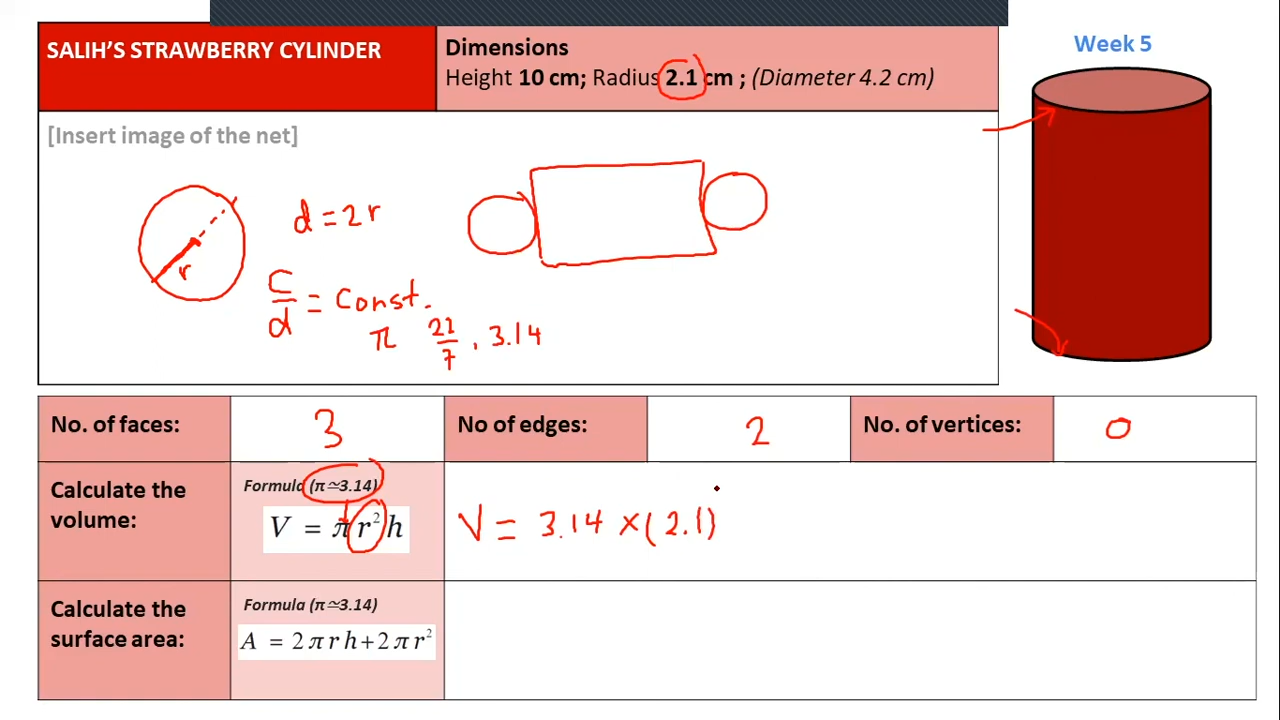 SALIH'S STRAWBERRY CYLINDER
Dimensions
Height 10 cm; Radius 2.1 cm ; (Diameter 4.2 cm)
Week 5
[Insert image of the net]
r
d = 2r
C/d = Const.
π 22/7 , 3.14
No. of faces:
3
No of edges:
2
No. of vertices:
0
Calculate the
volume:
Formula (π≃3.14)
V = πr²h
V = 3.14 × (2.1)
Calculate the
surface area:
Formula (π≃3.14)
A = 2πrh+2πr²